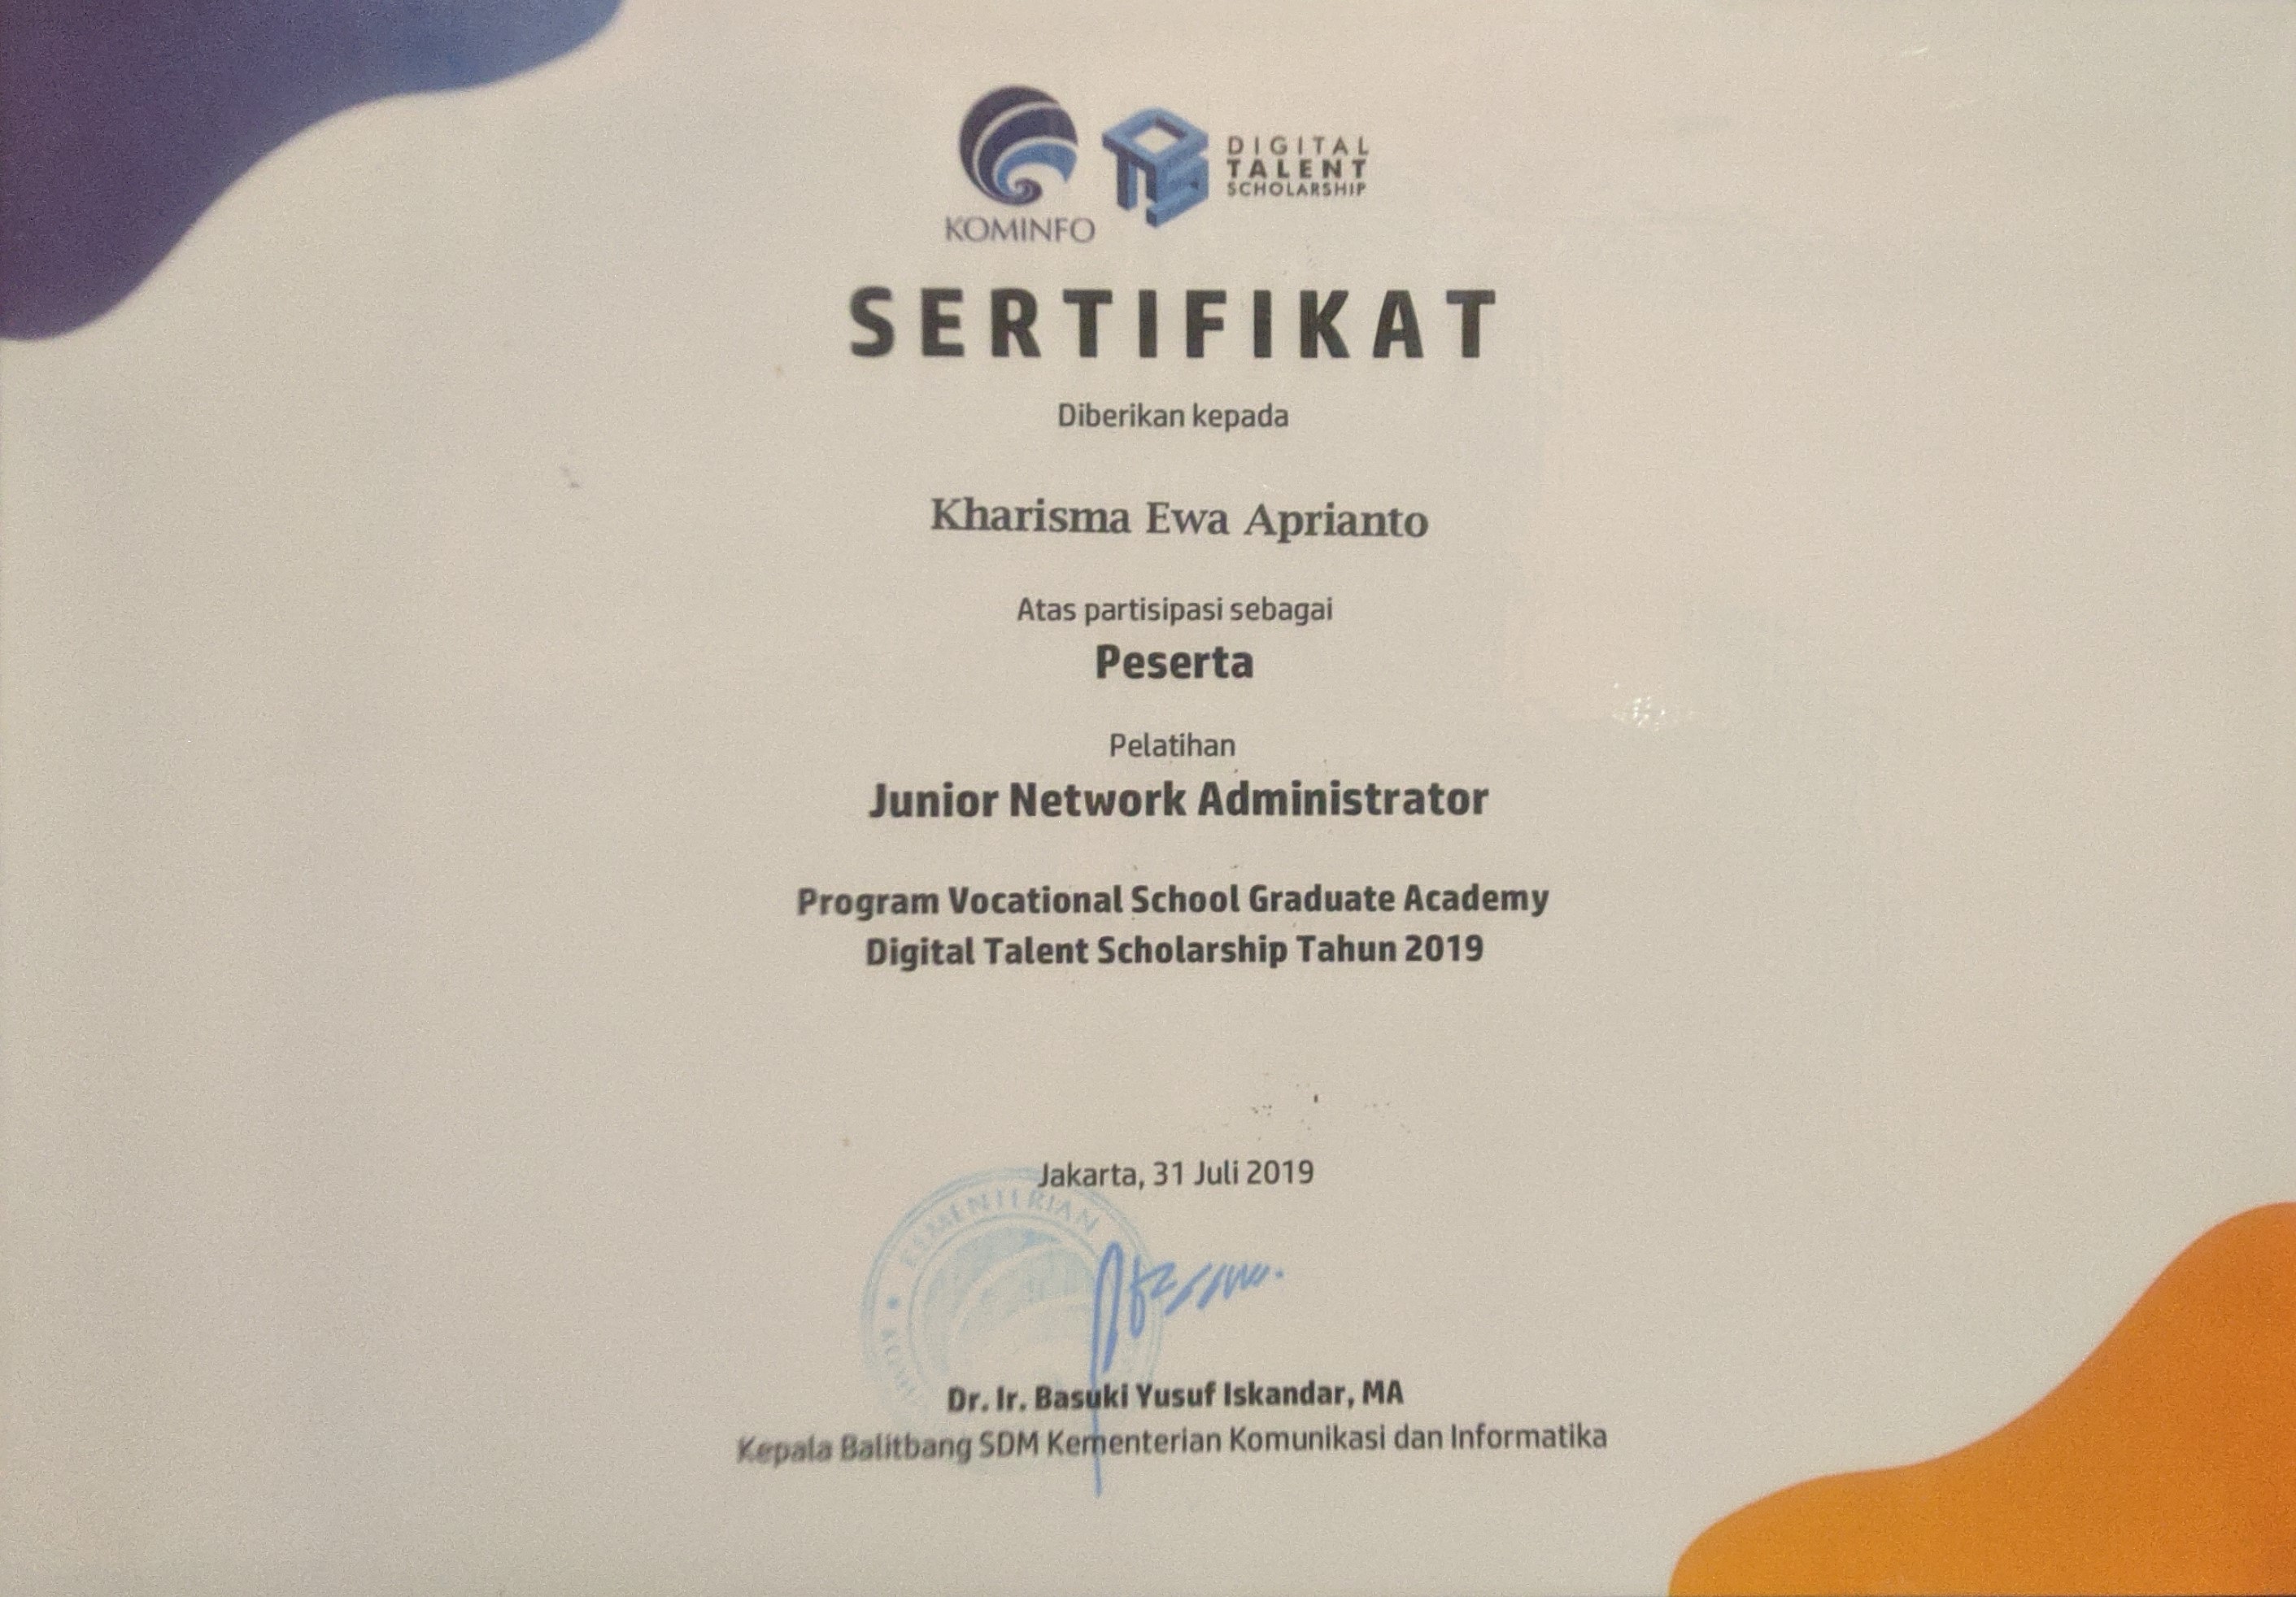 KOMINFO
DIGITAL
TALENT
SCHOLARSHIP
SERTIFIKAT
Diberikan kepada
Kharisma Ewa Aprianto
Atas partisipasi sebagai
Peserta
Pelatihan
Junior Network Administrator
Program Vocational School Graduate Academy
Digital Talent Scholarship Tahun 2019
Jakarta, 31 Juli 2019
KEMENTERIAN
Dr. Ir. Basuki Yusuf Iskandar, MA
Kepala Balitbang SDM Kementerian Komunikasi dan Informatika